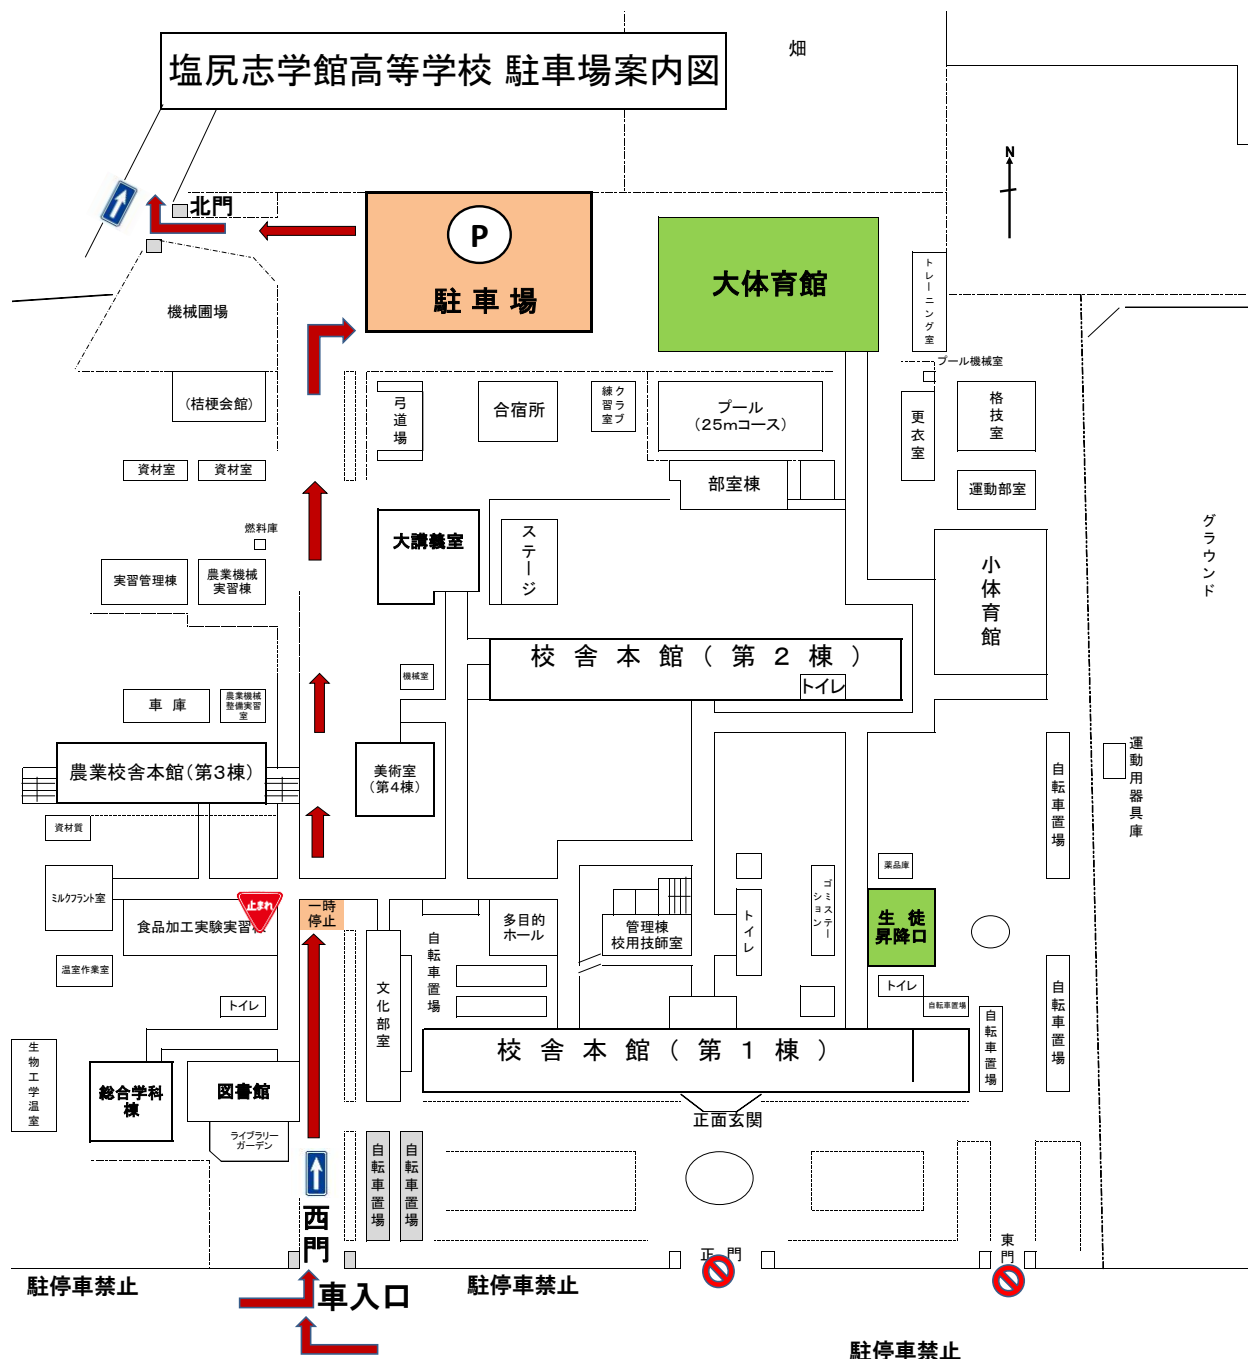 畑
塩尻志学館高等学校 駐車場案内図
N
北門
P
駐 車 場
大体育館
トレーニング室
機械圃場
プール機械室
（桔梗会館）
弓道場
合宿所
クラブ
練習室
プール
（25mコース）
更衣室
格技室
資材室
資材室
部室棟
運動部室
グラウンド
燃料庫
大講義室
ステージ
実習管理棟
農業機械
実習棟
小体育館
校 舎 本 館 （ 第 ２ 棟 ）
トイレ
機械室
車 庫
農業機械
整備実習
室
農業校舎本館（第３棟）
美術室
（第４棟）
自転車置場
運動用器具庫
資材質
薬品庫
ミルクプラント室
止まれ
食品加工実験実習棟
一時
停止
自転車置場
多目的
ホール
管理棟
校用技師室
トイレ
ゴミステー
ション
生 徒
昇降口
温室作業室
文化部室
トイレ
トイレ
自転車置場
自転車置場
自転車置場
生物工学温室
校 舎 本 館 （ 第 １ 棟 ）
総合学科
棟
図書館
正面玄関
ライブラリー
ガーデン
自転車置場
自転車置場
西門
正 門
東門
駐停車禁止
車入口
駐停車禁止
駐停車禁止